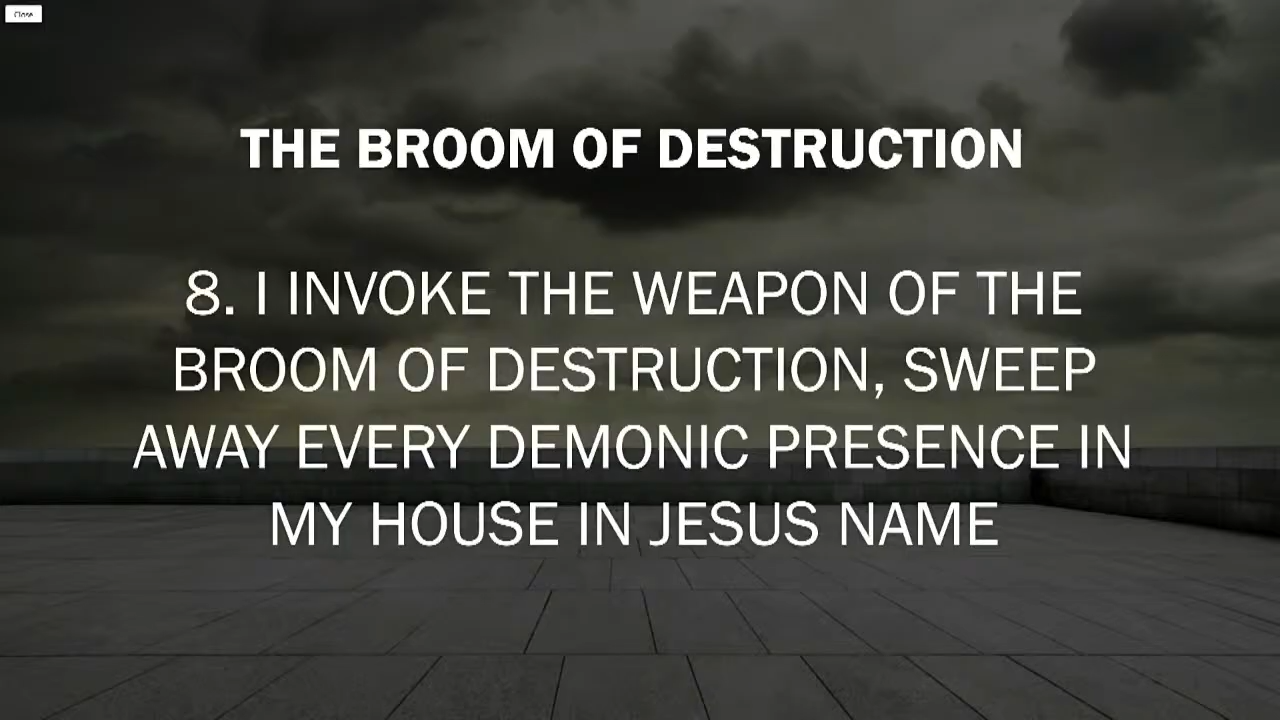 Close
THE BROOM OF DESTRUCTION
8. I INVOKE THE WEAPON OF THE
BROOM OF DESTRUCTION, SWEEP
AWAY EVERY DEMONIC PRESENCE IN
MY HOUSE IN JESUS NAME